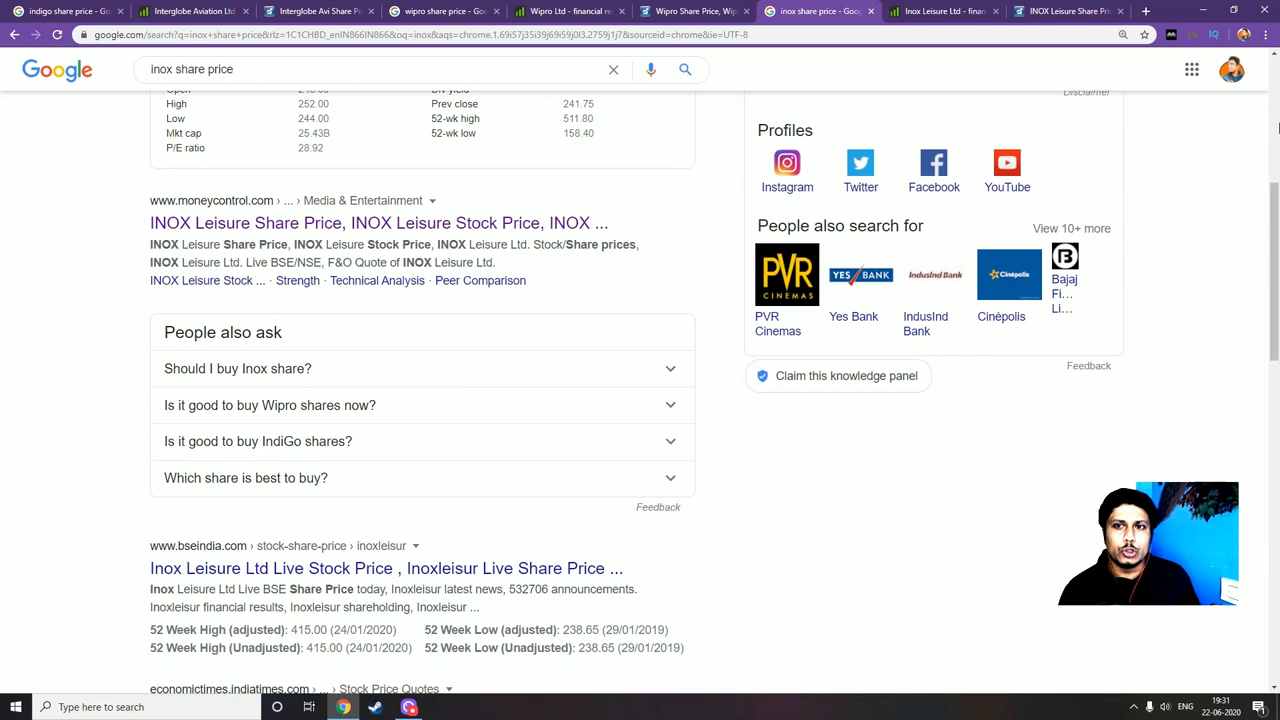 indigo share price - Go
Interglobe Aviation Ltd
Interglobe Avi Share Pri
wipro share price - Goo
Wipro Ltd - financial re
Wipro Share Price, Wip
inox share price - Goog
Inox Leisure Ltd financi
INOX Leisure Share Pri
google.com/search?q=inox+share+price&rlz=1C1CHBD_enIN866IN866&oq=inox&aqs=chrome.1.69i57j35i39j69i59j0l3.2759j1j7&sourceid=chrome&ie=UTF-8
Google
inox share price
Open
Div yield
High 252.00 Prev close 241.75
Low 244.00 52-wk high 511.80
Mkt cap 25.43B 52-wk low 158.40
P/E ratio 28.92
www.moneycontrol.com › ... › Media & Entertainment
INOX Leisure Share Price, INOX Leisure Stock Price, INOX ...
INOX Leisure Share Price, INOX Leisure Stock Price, INOX Leisure Ltd. Stock/Share prices,
INOX Leisure Ltd. Live BSE/NSE, F&O Quote of INOX Leisure Ltd.
INOX Leisure Stock ... · Strength · Technical Analysis · Peer Comparison
People also ask
Should I buy Inox share?
Is it good to buy Wipro shares now?
Is it good to buy IndiGo shares?
Which share is best to buy?
Feedback
www.bseindia.com › stock-share-price › inoxleisur
Inox Leisure Ltd Live Stock Price , Inoxleisur Live Share Price ...
Inox Leisure Ltd Live BSE Share Price today, Inoxleisur latest news, 532706 announcements.
Inoxleisur financial results, Inoxleisur shareholding, Inoxleisur ...
52 Week High (adjusted): 415.00 (24/01/2020) 52 Week Low (adjusted): 238.65 (29/01/2019)
52 Week High (Unadjusted): 415.00 (24/01/2020) 52 Week Low (Unadjusted): 238.65 (29/01/2019)
economictimes.indiatimes.com › ... › Stock Price Quotes
Disclaimer
Profiles
Instagram Twitter Facebook YouTube
People also search for View 10+ more
PVR
CINEMAS
YES BANK
IndusInd Bank
Cinépolis
B
PVR
Cinemas
Yes Bank
IndusInd
Bank
Cinépolis
Bajaj
Fi...
Li...
Feedback
Claim this knowledge panel
Type here to search
ENG
19:31
22-06-2020